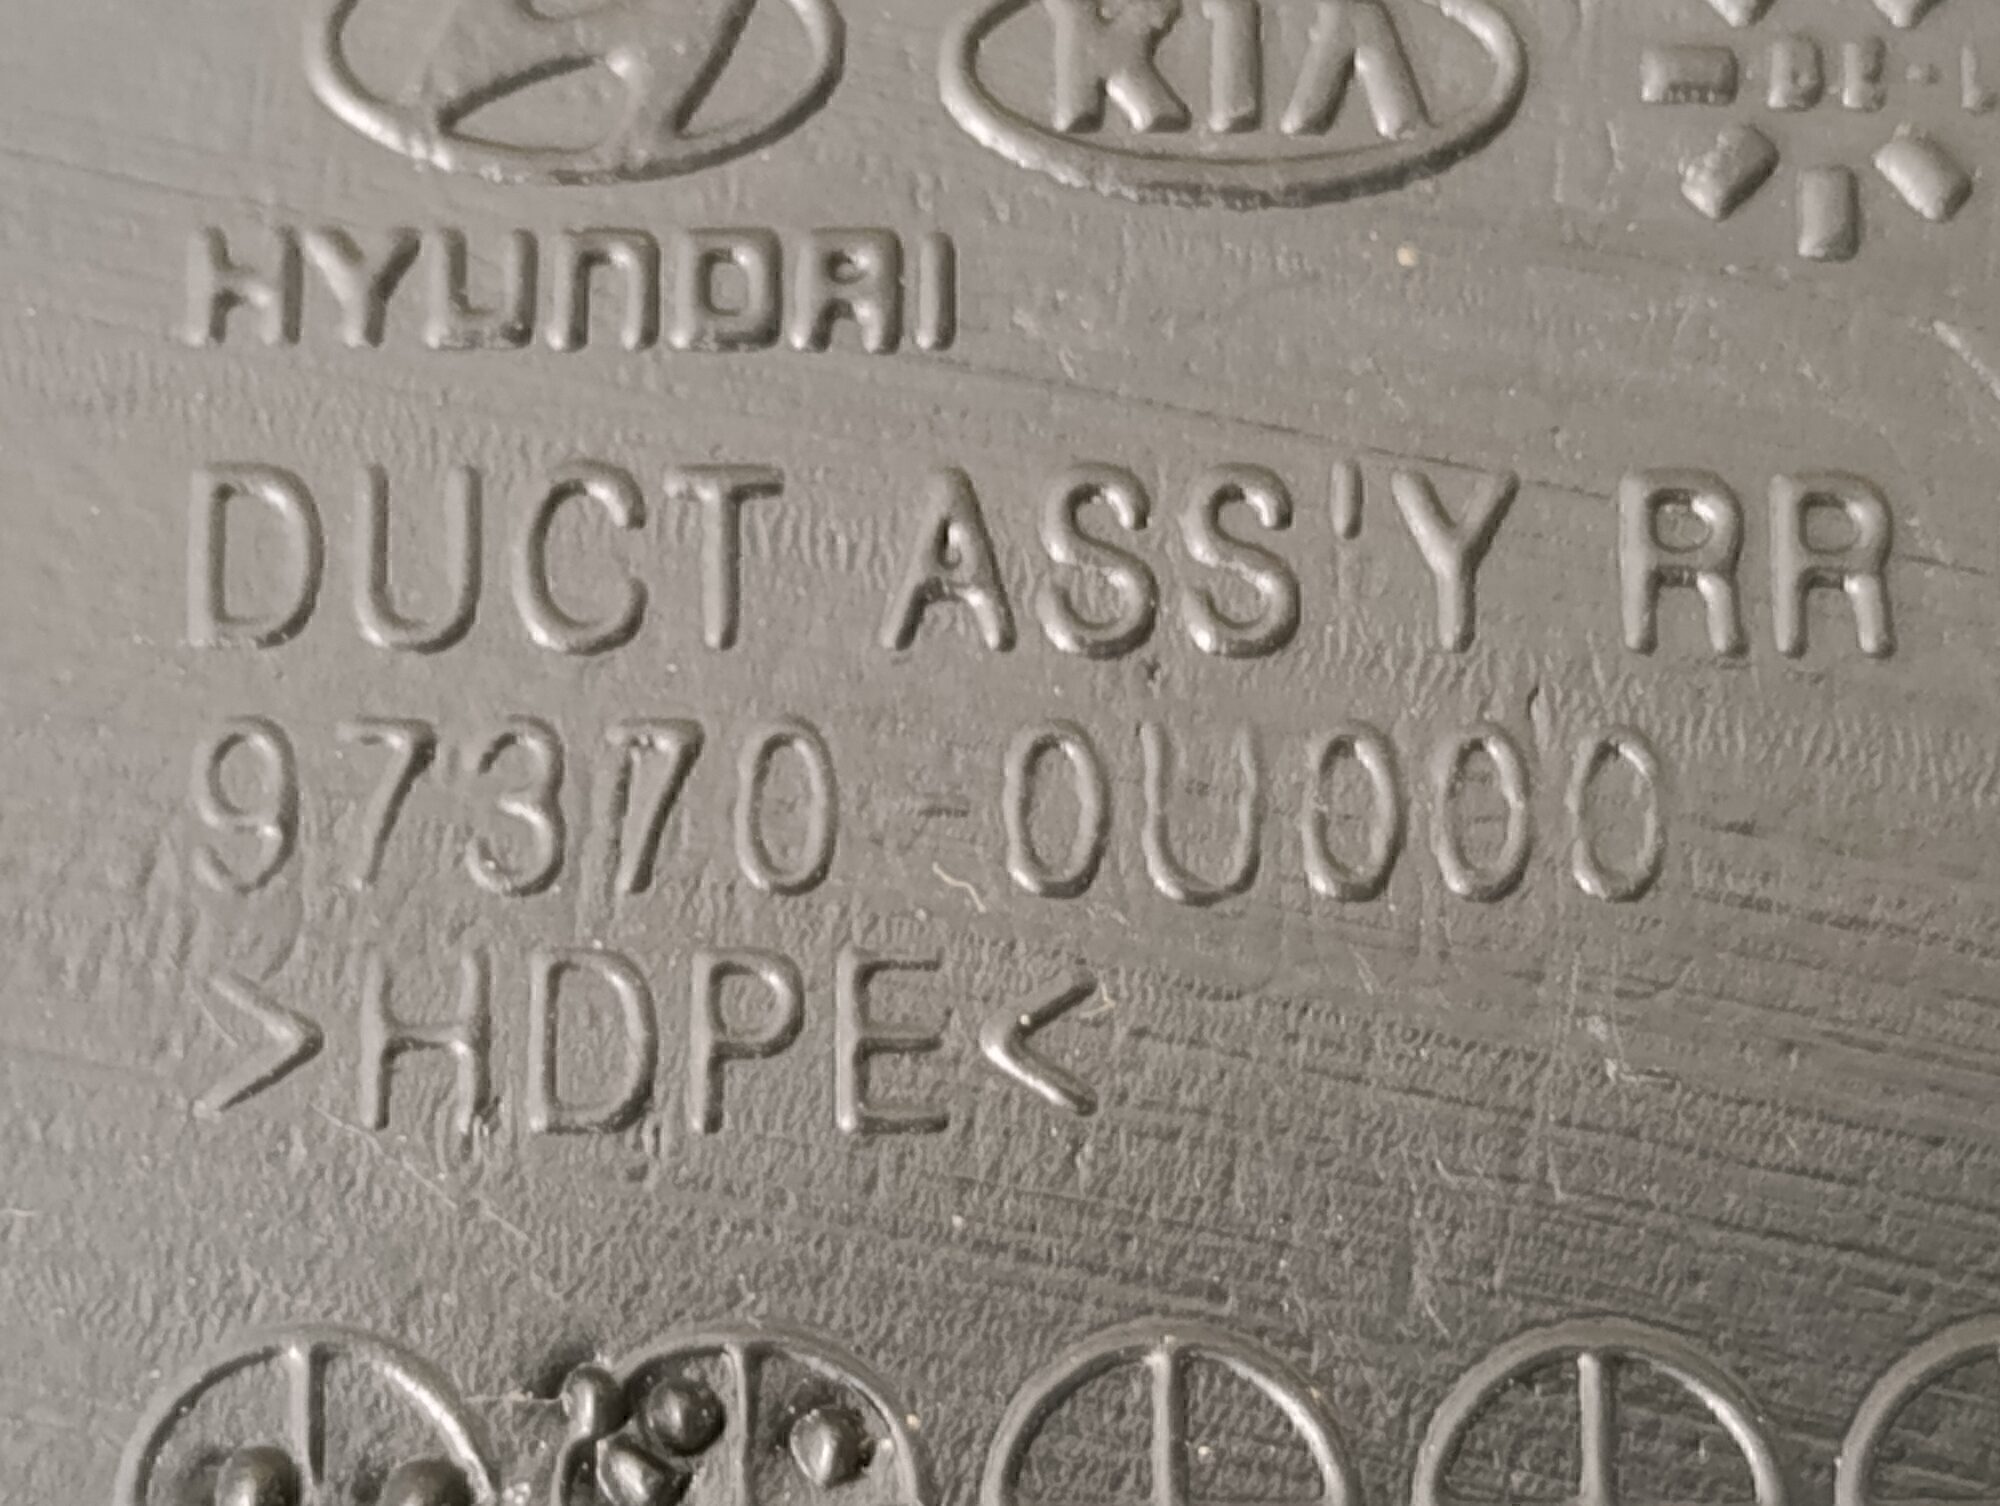 KIA
HYUNDAI
DUCT ASS'Y RR
97370-0U000
>HDPE<